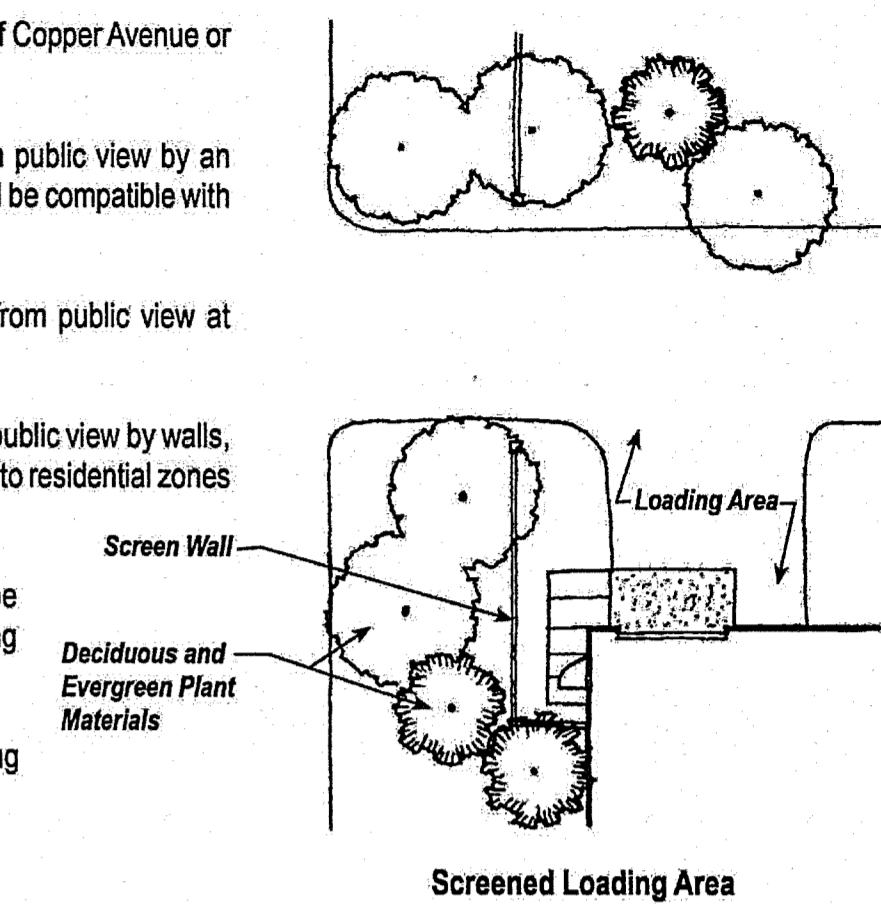 f Copper Avenue or
public view by an
be compatible with
from public view at
public view by walls,
to residential zones
Loading Area
Screen Wall
Deciduous and
Evergreen Plant
Materials
Screened Loading Area